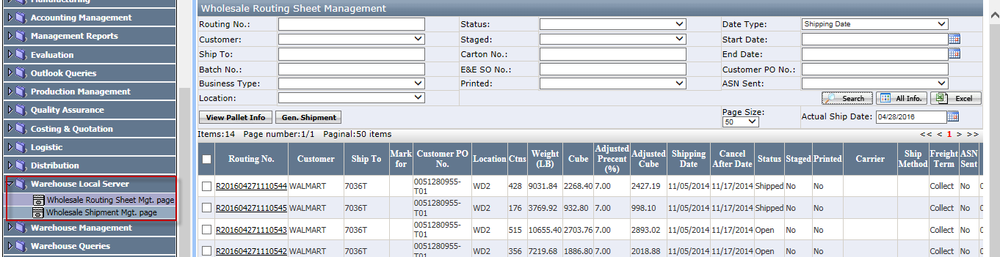 Manufacturing
Accounting Management
Management Reports
Evaluation
Outlook Queries
Production Management
Quality Assurance
Costing & Quotation
Logistic
Distribution
Warehouse Local Server
Wholesale Routing Sheet Mgt. page
Wholesale Shipment Mgt. page
Warehouse Management
Warehouse Queries
Wholesale Routing Sheet Management
Routing No.: Status: Date Type: Shipping Date
Customer: Staged: Start Date:
Ship To: Carton No.: End Date:
Batch No.: E&E SO No.: Customer PO No.:
Business Type: Printed: ASN Sent:
Location: Search All Info. Excel
View Pallet Info Gen. Shipment Page Size: 50 Actual Ship Date: 04/28/2016
Items:14 Page number:1/1 Paginal:50 items << < 1 > >>
Routing No. Customer Ship To Mark for Customer PO No. Location Ctns Weight (LB) Cube Adjusted Precent (%) Adjusted Cube Shipping Date Cancel After Date Status Staged Printed Carrier Ship Method Freight Term ASN Sent
R201604271110544 WALMART 7036T 0051280955-T01 WD2 428 9031.84 2268.40 7.00 2427.19 11/05/2014 11/17/2014 Shipped No No Collect No
R201604271110545 WALMART 7036T 0051280955-T01 WD2 176 3769.92 932.80 7.00 998.10 11/05/2014 11/17/2014 Shipped No No Collect No
R201604271110543 WALMART 7036T 0051280955-T01 WD2 515 10655.40 2703.76 7.00 2893.02 11/05/2014 11/17/2014 Open No No Collect No
R201604271110542 WALMART 7036T 0051280955-T01 WD2 356 7219.68 1886.80 7.00 2018.88 11/05/2014 11/17/2014 Open No No Collect No